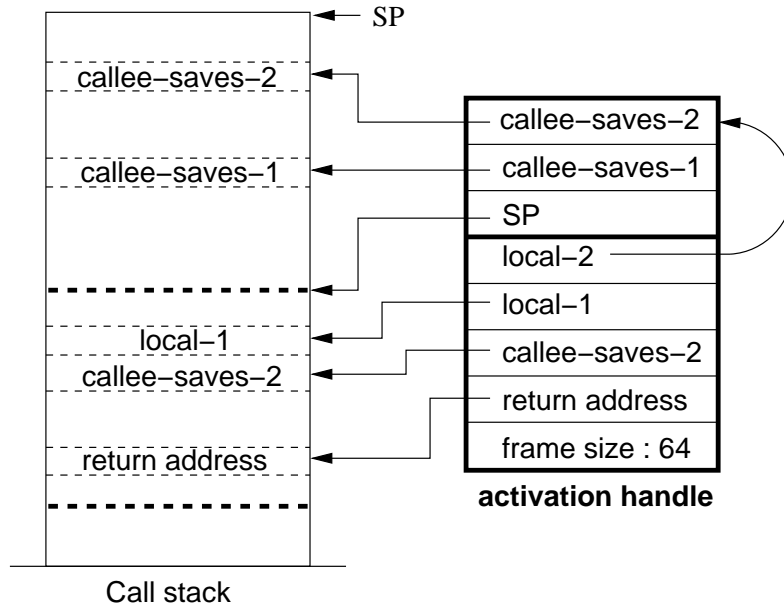 SP
callee−saves−2
callee−saves−1
local−1
callee−saves−2
return address
Call stack
callee−saves−2
callee−saves−1
SP
local−2
local−1
callee−saves−2
return address
frame size : 64
activation handle